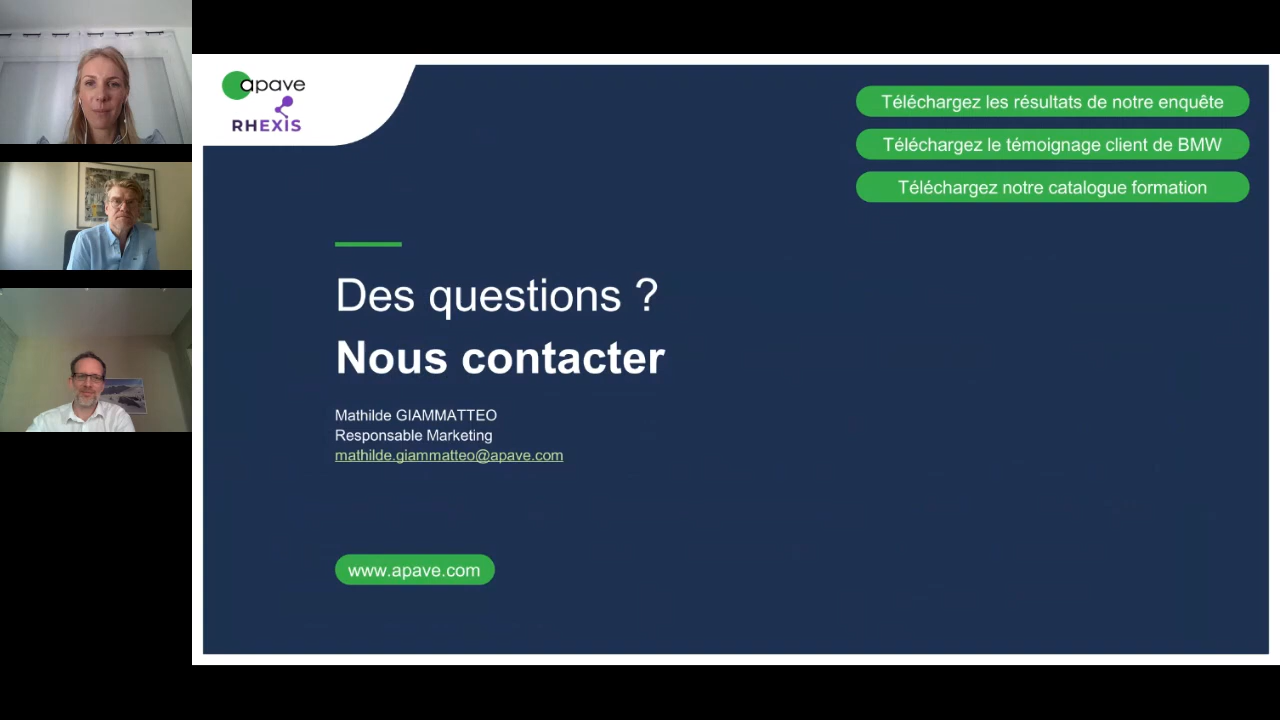 apave
RHEXIS
Téléchargez les résultats de notre enquête
Téléchargez le témoignage client de BMW
Téléchargez notre catalogue formation
Des questions ?
Nous contacter
Mathilde GIAMMATTEO
Responsable Marketing
mathilde.giammatteo@apave.com
www.apave.com